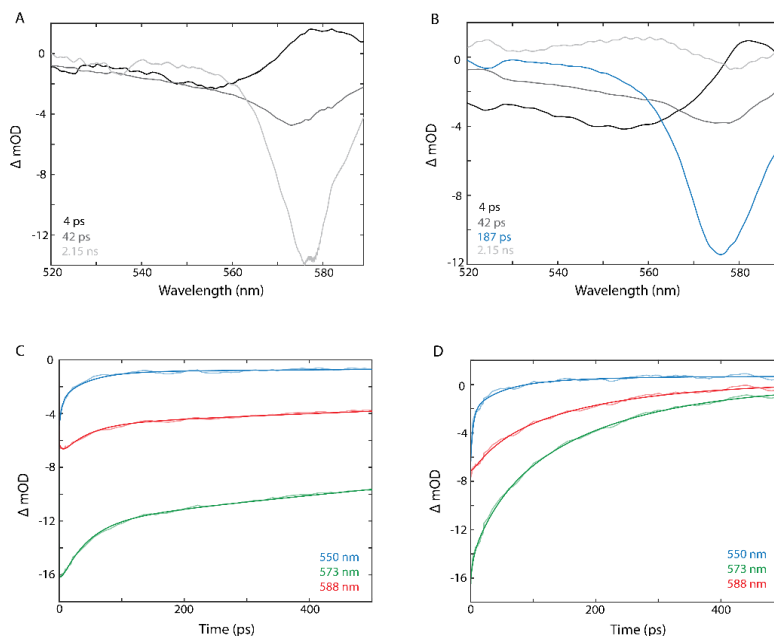 A
0
-4
-8
-12
Δ mOD
4 ps
42 ps
2.15 ns
520
540
560
580
Wavelength (nm)
B
0
-4
-8
-12
Δ mOD
4 ps
42 ps
187 ps
2.15 ns
520
540
560
580
Wavelength (nm)
C
0
-4
-8
-12
-16
Δ mOD
550 nm
573 nm
588 nm
0
200
400
Time (ps)
D
0
-4
-8
-12
-16
-18
Δ mOD
550 nm
573 nm
588 nm
0
200
400
Time (ps)